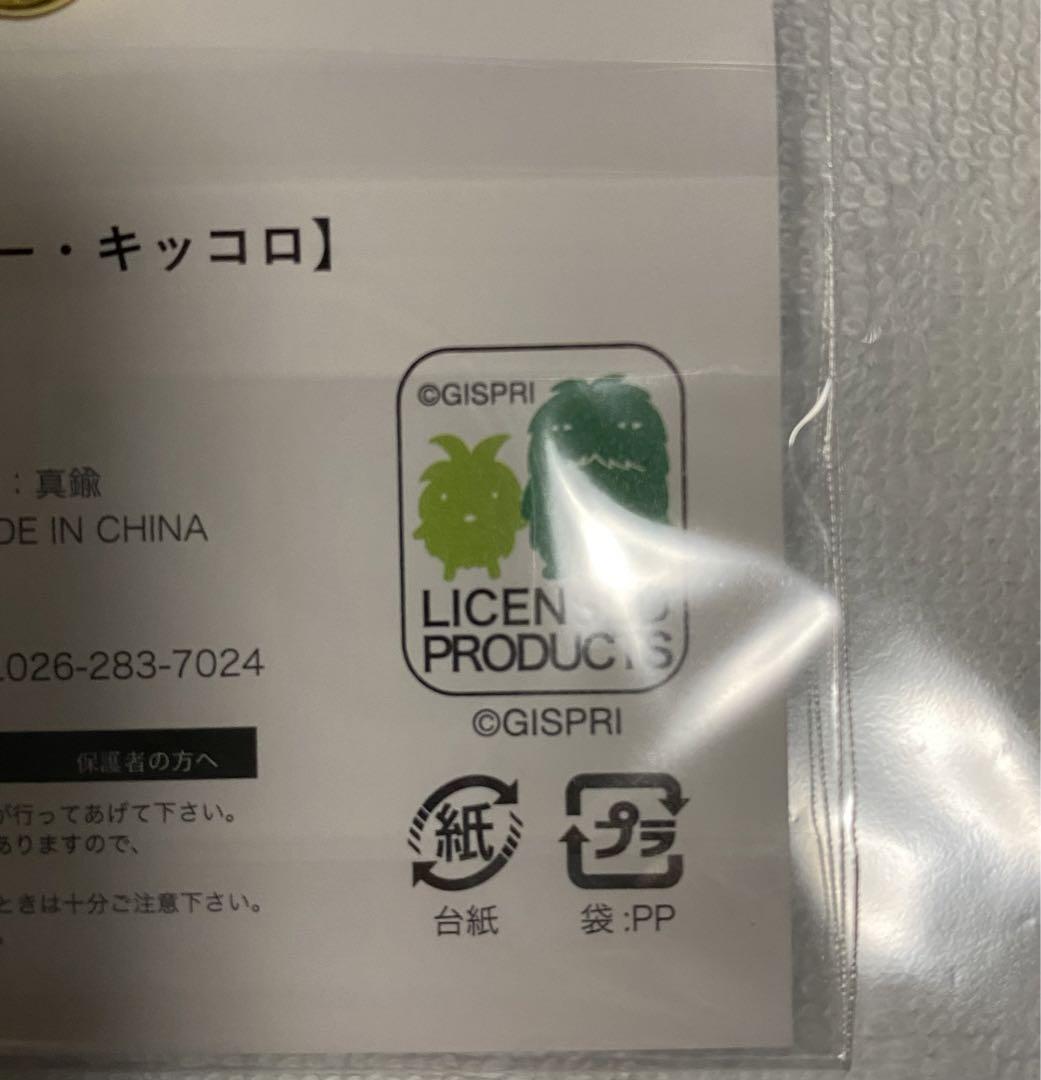 ー・キッコロ】
©GISPRI
：真鍮
DE IN CHINA
LICENSED
PRODUCTS
.026-283-7024
©GISPRI
保護者の方へ
が行ってあげて下さい。
ありますので、
ときは十分ご注意下さい。
。
紙
プラ
台紙
袋:PP